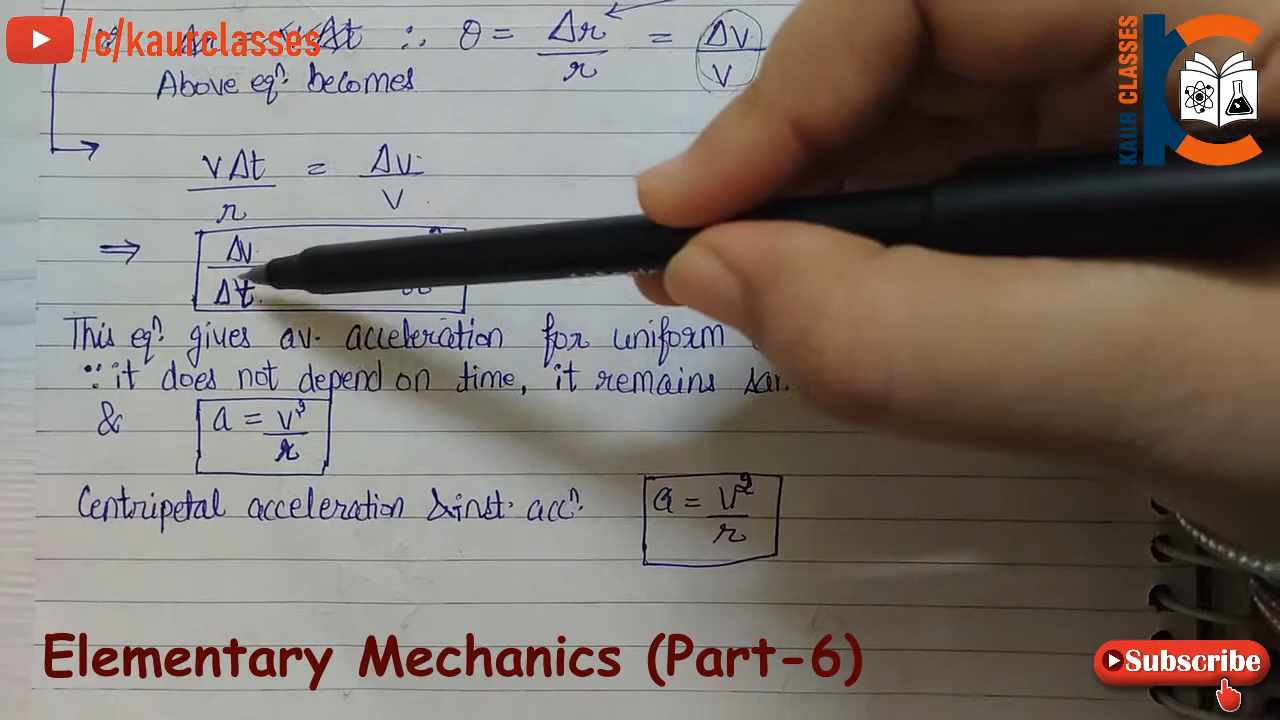 /c/kaurclasses
Δt ∴ θ = Δr/r = Δv/v
Above eqn. becomes
vΔt/r = Δv/v
⇒ Δv/Δt
This eqn. gives av. acceleration for uniform
∵ it does not depend on time, it remains
& a = v²/r
Centripetal acceleration & inst. accn. a = v²/r
KAUR CLASSES
Elementary Mechanics (Part-6)
Subscribe